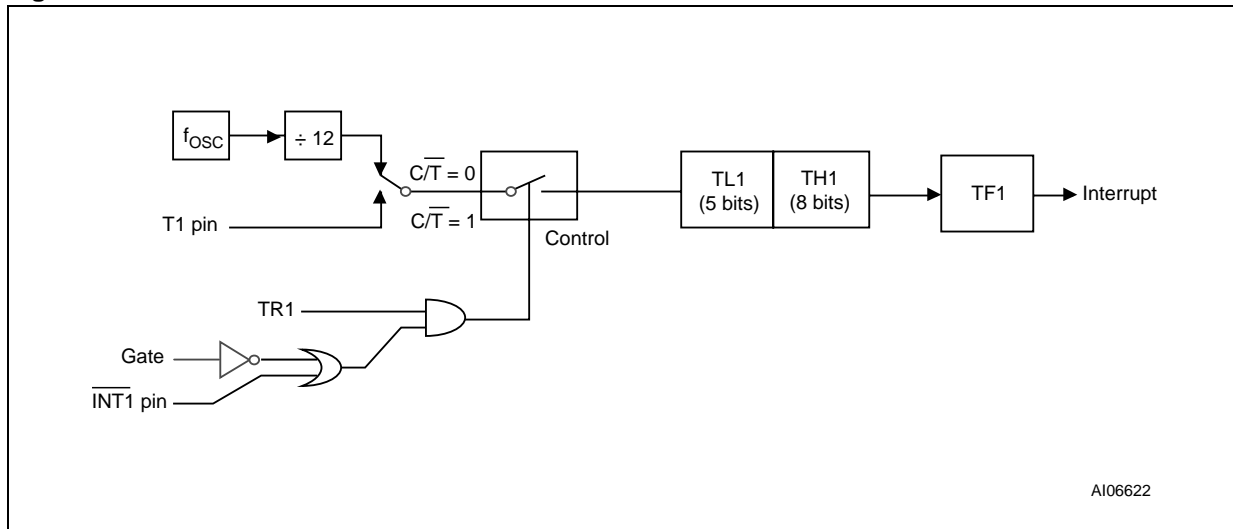 fOSC
÷ 12
C/T̅ = 0
TL1
(5 bits)
TH1
(8 bits)
TF1
Interrupt
T1 pin
C/T̅ = 1
Control
TR1
Gate
I̅N̅T̅1̅ pin
AI06622